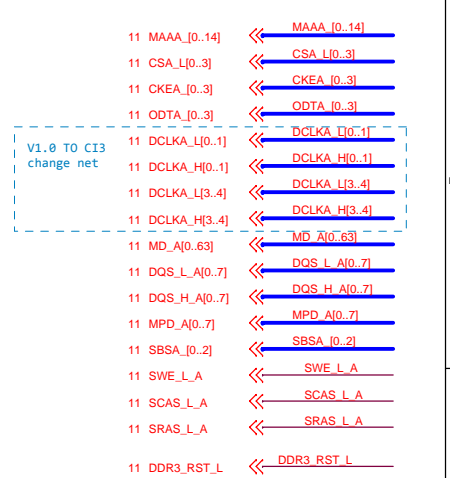 11 MAAA_[0..14] MAAA_[0..14]
11 CSA_L[0..3] CSA_L[0..3]
11 CKEA_[0..3] CKEA_[0..3]
11 ODTA_[0..3] ODTA_[0..3]
V1.0 TO CI3
change net
11 DCLKA_L[0..1] DCLKA_L[0..1]
11 DCLKA_H[0..1] DCLKA_H[0..1]
11 DCLKA_L[3..4] DCLKA_L[3..4]
11 DCLKA_H[3..4] DCLKA_H[3..4]
11 MD_A[0..63] MD_A[0..63]
11 DQS_L_A[0..7] DQS_L_A[0..7]
11 DQS_H_A[0..7] DQS_H_A[0..7]
11 MPD_A[0..7] MPD_A[0..7]
11 SBSA_[0..2] SBSA_[0..2]
11 SWE_L_A SWE_L_A
11 SCAS_L_A SCAS_L_A
11 SRAS_L_A SRAS_L_A
11 DDR3_RST_L DDR3_RST_L